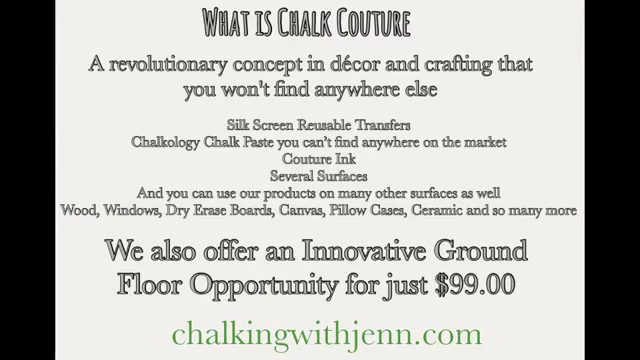 What is Chalk Couture
A revolutionary concept in décor and crafting that
you won't find anywhere else
Silk Screen Reusable Transfers
Chalkology Chalk Paste you can't find anywhere on the market
Couture Ink
Several Surfaces
And you can use our products on many other surfaces as well
Wood, Windows, Dry Erase Boards, Canvas, Pillow Cases, Ceramic and so many more
We also offer an Innovative Ground
Floor Opportunity for just $99.00
chalkingwithjenn.com